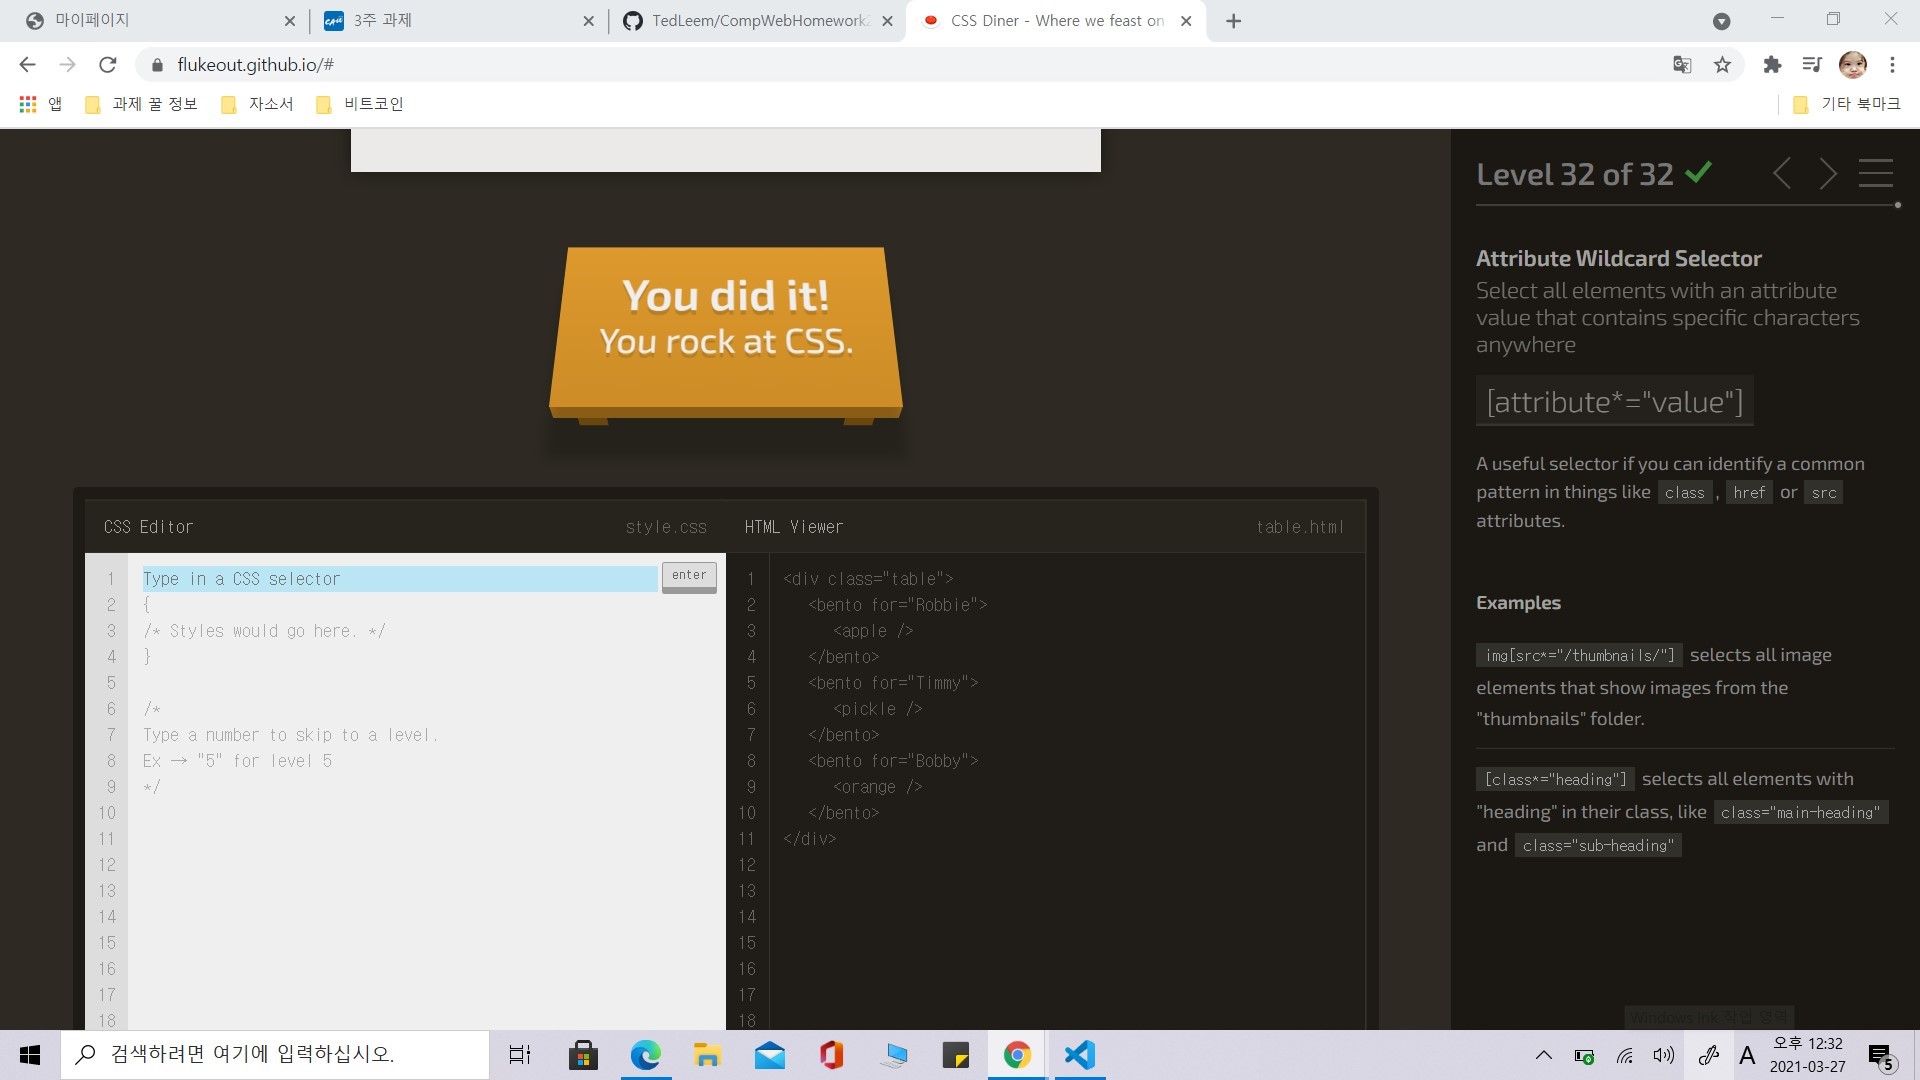 마이페이지
3주 과제
TedLeem/CompWebHomework2
CSS Diner - Where we feast on
flukeout.github.io/#
앱
과제 꿀 정보
자소서
비트코인
기타 북마크
You did it!
You rock at CSS.
CSS Editor
style.css
HTML Viewer
table.html
1 Type in a CSS selector
enter
2 {
3 /* Styles would go here. */
4 }
5
6 /*
7 Type a number to skip to a level.
8 Ex → "5" for level 5
9 */
10
11
12
13
14
15
16
17
18
1 <div class="table">
2 <bento for="Robbie">
3 <apple />
4 </bento>
5 <bento for="Timmy">
6 <pickle />
7 </bento>
8 <bento for="Bobby">
9 <orange />
10 </bento>
11 </div>
12
13
14
15
16
17
18
Level 32 of 32
Attribute Wildcard Selector
Select all elements with an attribute
value that contains specific characters
anywhere
[attribute*="value"]
A useful selector if you can identify a common
pattern in things like class , href or src
attributes.
Examples
img[src*="/thumbnails/"] selects all image
elements that show images from the
"thumbnails" folder.
[class*="heading"] selects all elements with
"heading" in their class, like class="main-heading"
and class="sub-heading"
Windows Ink 작업 영역
검색하려면 여기에 입력하십시오.
A
오후 12:32
2021-03-27
5